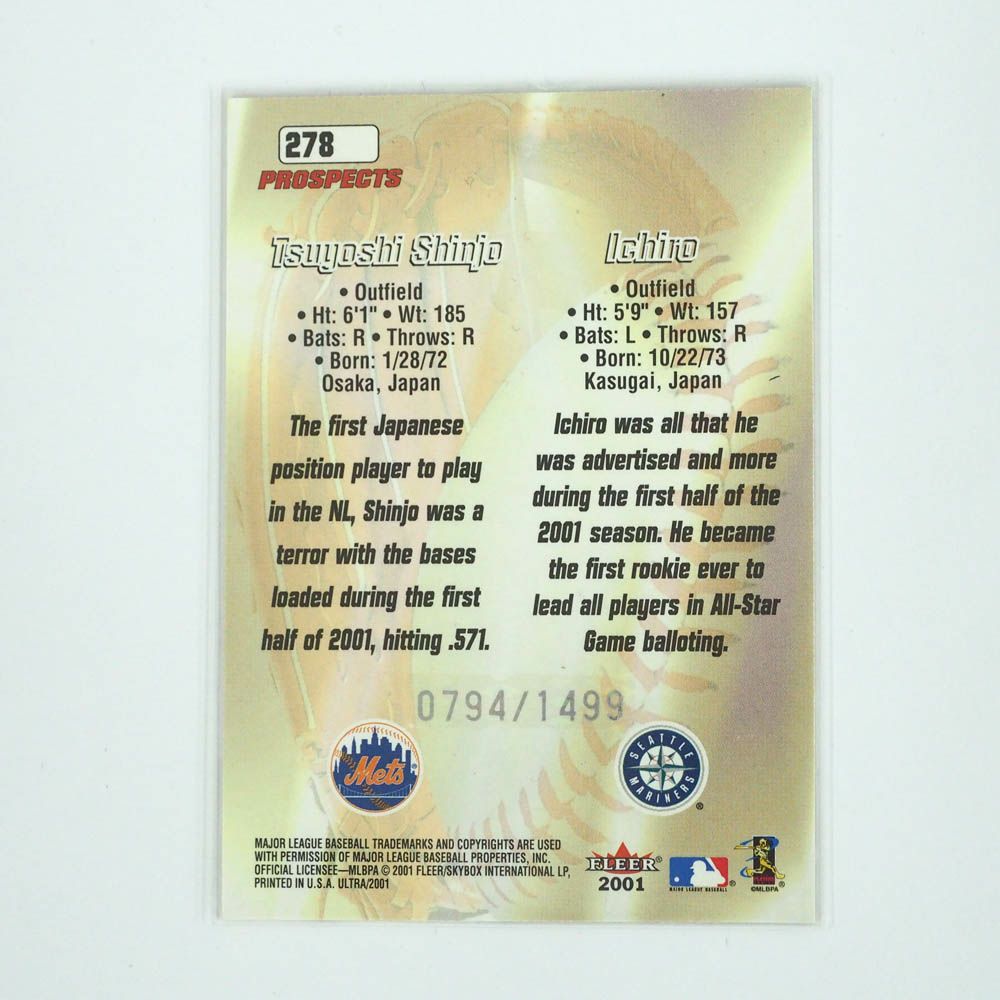 278
PROSPECTS
Tsuyoshi Shinjo
• Outfield
• Ht: 6'1" • Wt: 185
• Bats: R • Throws: R
• Born: 1/28/72
Osaka, Japan
The first Japanese
position player to play
in the NL, Shinjo was a
terror with the bases
loaded during the first
half of 2001, hitting .571.
Ichiro
• Outfield
• Ht: 5'9" • Wt: 157
• Bats: L • Throws: R
• Born: 10/22/73
Kasugai, Japan
Ichiro was all that he
was advertised and more
during the first half of the
2001 season. He became
the first rookie ever to
lead all players in All-Star
Game balloting.
0794/1499
Mets
SEATTLE
MARINERS
®
MAJOR LEAGUE BASEBALL TRADEMARKS AND COPYRIGHTS ARE USED
WITH PERMISSION OF MAJOR LEAGUE BASEBALL PROPERTIES, INC.
OFFICIAL LICENSEE—MLBPA © 2001 FLEER/SKYBOX INTERNATIONAL LP,
PRINTED IN U.S.A. ULTRA/2001
FLEER®
2001
MAJOR LEAGUE BASEBALL ®
©MLBPA ®